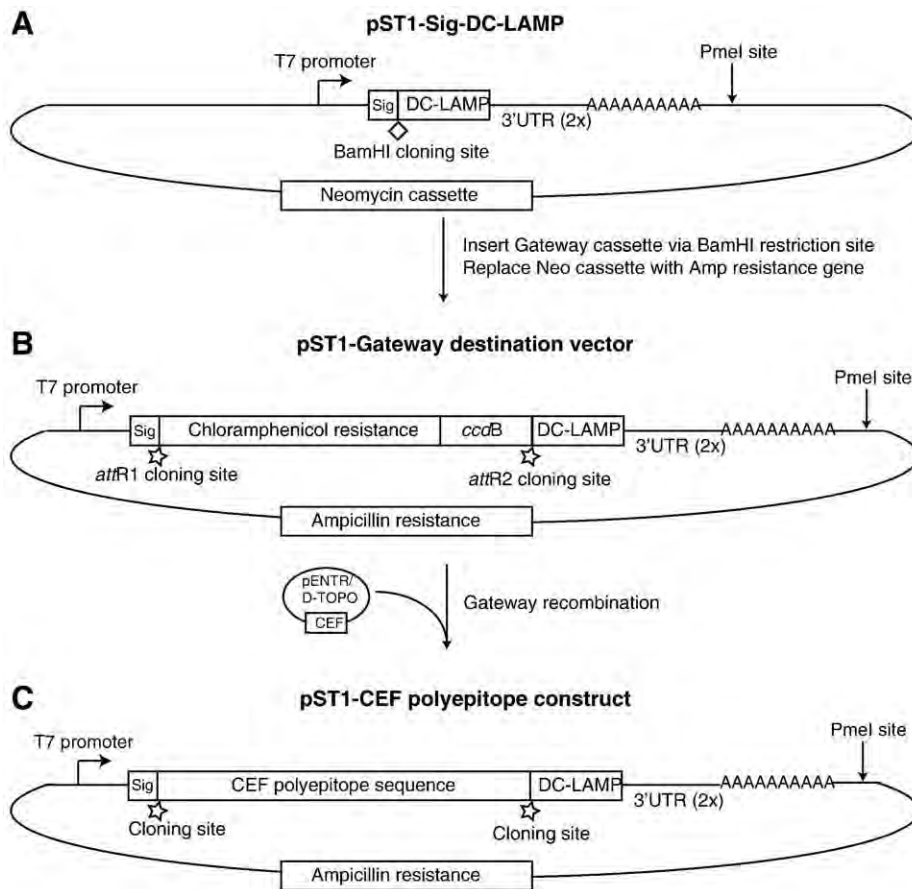 A
pST1-Sig-DC-LAMP
T7 promoter
PmeI site
Sig
DC-LAMP
AAAAAAAAAA
3'UTR (2x)
BamHI cloning site
Neomycin cassette
Insert Gateway cassette via BamHI restriction site
Replace Neo cassette with Amp resistance gene
B
pST1-Gateway destination vector
T7 promoter
PmeI site
Sig
Chloramphenicol resistance
ccdB
DC-LAMP
AAAAAAAAAA
3'UTR (2x)
attR1 cloning site
attR2 cloning site
Ampicillin resistance
pENTR/
D-TOPO
CEF
Gateway recombination
C
pST1-CEF polyepitope construct
T7 promoter
PmeI site
Sig
CEF polyepitope sequence
DC-LAMP
AAAAAAAAAA
3'UTR (2x)
Cloning site
Cloning site
Ampicillin resistance